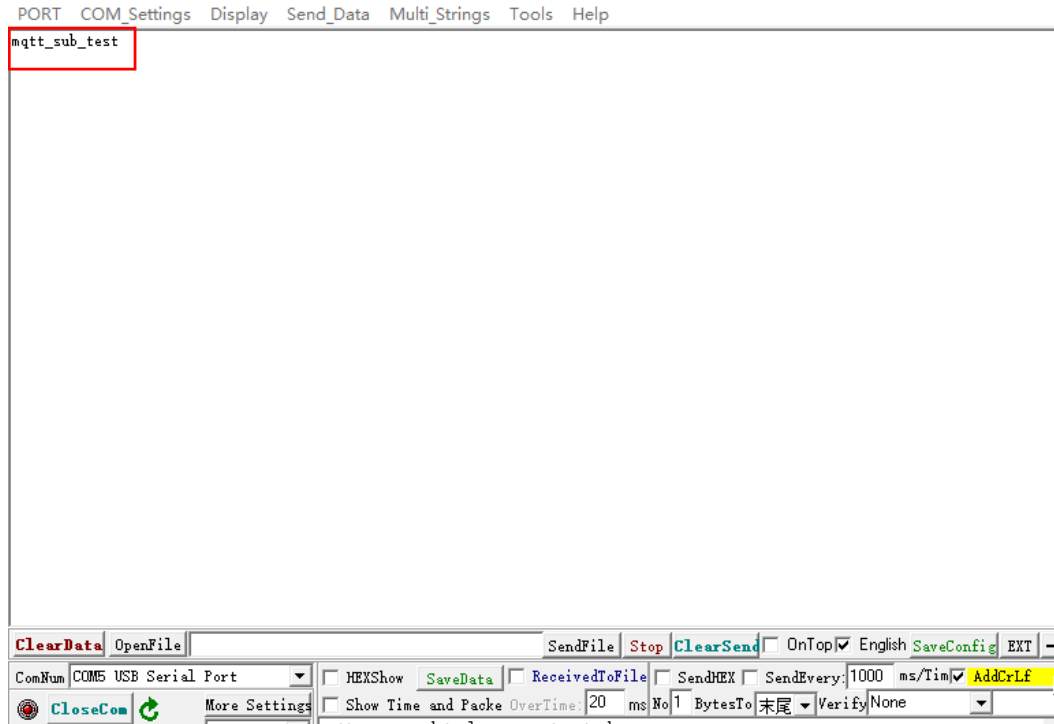 PORT COM_Settings Display Send_Data Multi_Strings Tools Help
mqtt_sub_test
ClearData OpenFile SendFile Stop ClearSend OnTop English SaveConfig EXT
ComNum COM5 USB Serial Port HEXShow SaveData ReceivedToFile SendHEX SendEvery: 1000 ms/Tim AddCrLf
CloseCom More Settings Show Time and Packe OverTime: 20 ms No 1 BytesTo 末尾 Verify None